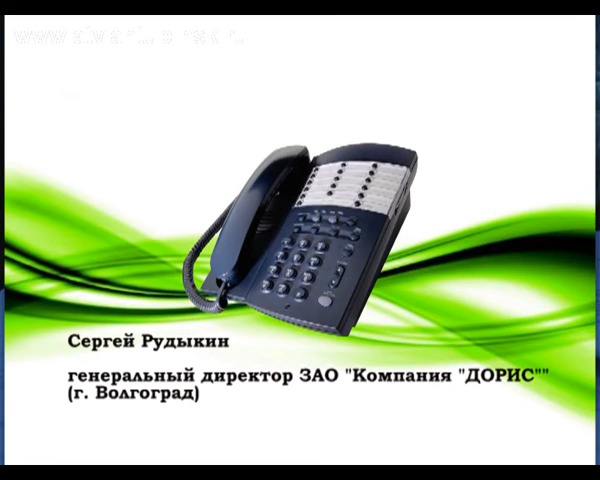 Сергей Рудыкин
генеральный директор ЗАО "Компания "ДОРИС""
(г. Волгоград)